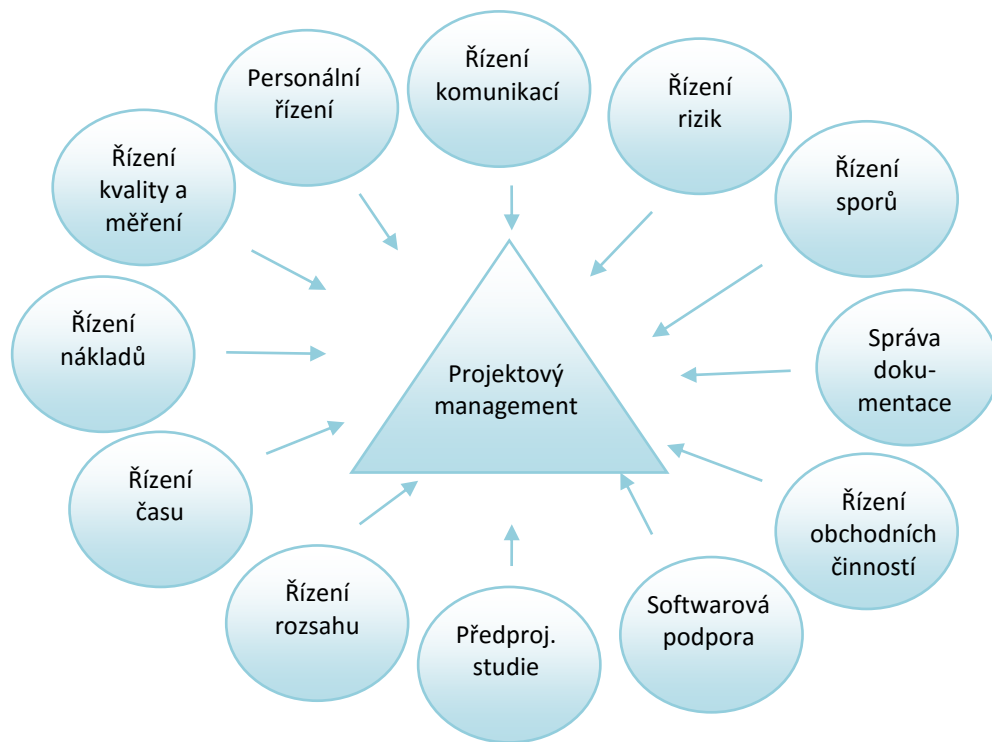 Řízení
komunikací
Řízení
rizik
Řízení
sporů
Správa
doku-
mentace
Řízení
obchodních
činností
Softwarová
podpora
Předproj.
studie
Řízení
rozsahu
Řízení
času
Řízení
nákladů
Řízení
kvality a
měření
Personální
řízení
Projektový
management